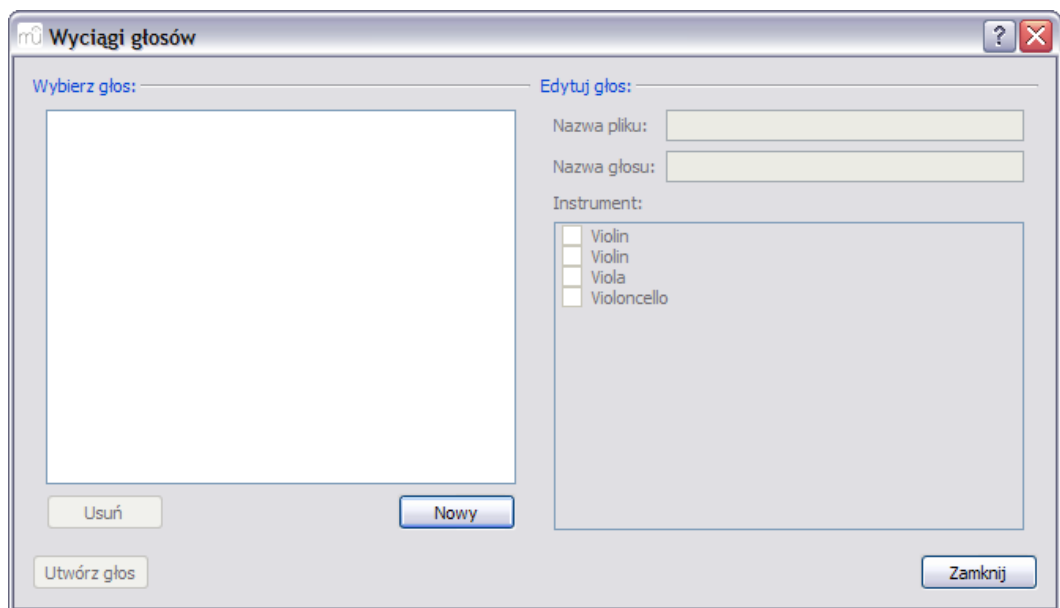 Wyciągi głosów
Wybierz głos:
Usuń
Nowy
Utwórz głos
Edytuj głos:
Nazwa pliku:
Nazwa głosu:
Instrument:
Violin
Violin
Viola
Violoncello
Zamknij